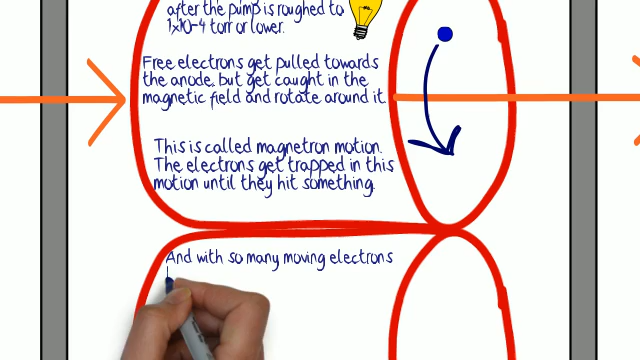 after the pump is roughed to
1x10-4 torr or lower.
Free electrons get pulled towards
the anode, but get caught in the
magnetic field and rotate around it.
This is called magnetron motion.
The electrons get trapped in this
motion until they hit something.
And with so many moving electrons